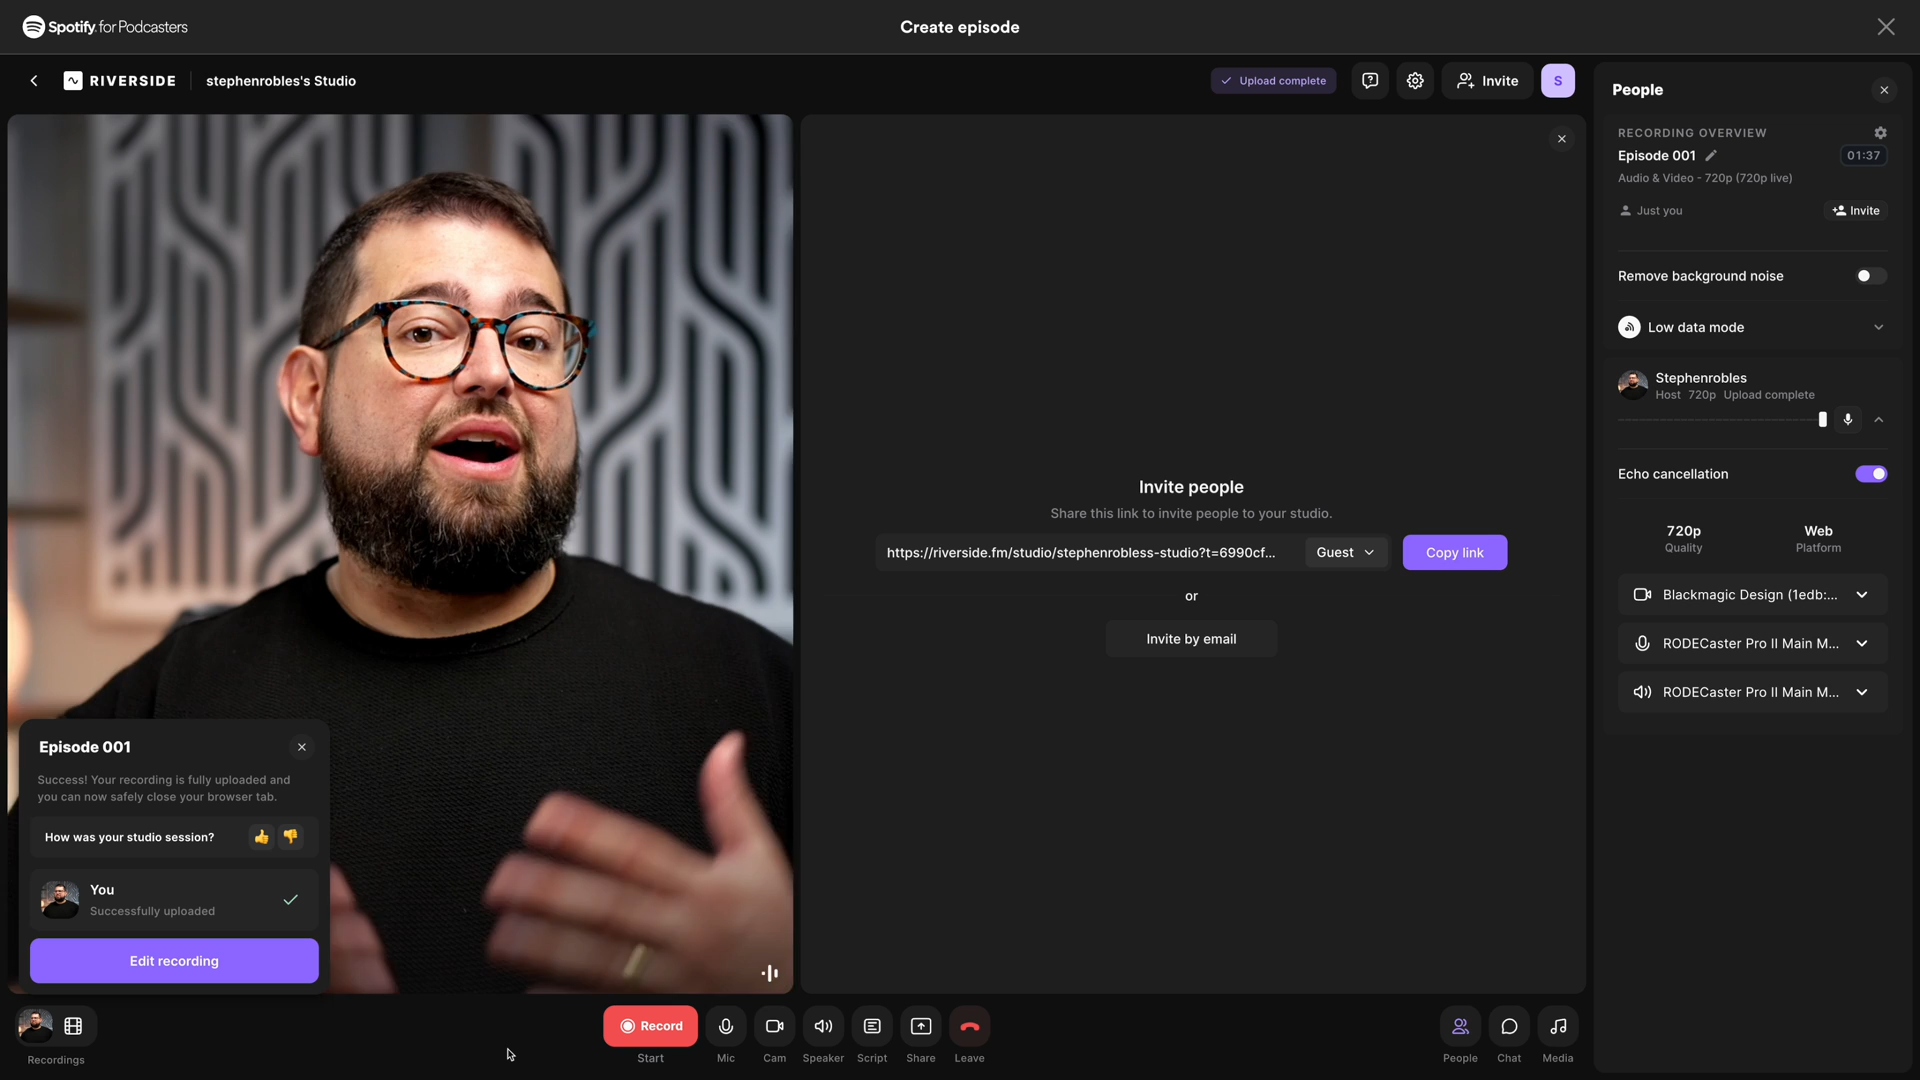 Spotify for Podcasters
Create episode
RIVERSIDE
stephenrobles's Studio
Upload complete
Invite
S
People
RECORDING OVERVIEW
Episode 001
01:37
Audio & Video - 720p (720p live)
Just you
Invite
Remove background noise
Low data mode
Stephenrobles
Host 720p Upload complete
Echo cancellation
720p
Quality
Web
Platform
Blackmagic Design (1edb:...
RODECaster Pro II Main M...
RODECaster Pro II Main M...
Invite people
Share this link to invite people to your studio.
https://riverside.fm/studio/stephenrobless-studio?t=6990cf...
Guest
Copy link
or
Invite by email
Episode 001
Success! Your recording is fully uploaded and
you can now safely close your browser tab.
How was your studio session?
You
Successfully uploaded
Edit recording
Recordings
Record
Start
Mic
Cam
Speaker
Script
Share
Leave
People
Chat
Media